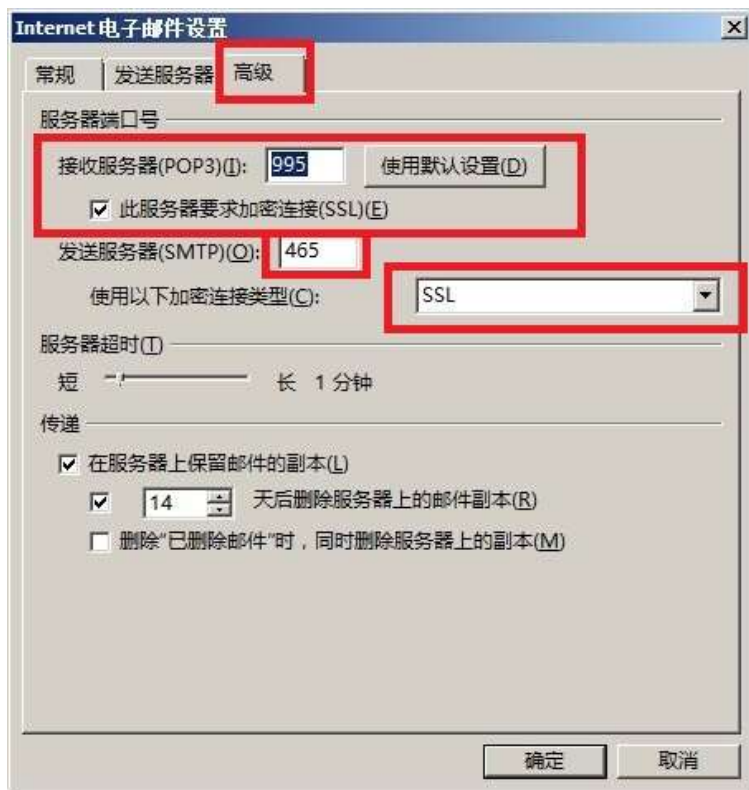 Internet 电子邮件设置
常规 发送服务器 高级
服务器端口号
接收服务器(POP3)(I): 995 使用默认设置(D)
此服务器要求加密连接(SSL)(E)
发送服务器(SMTP)(O): 465
使用以下加密连接类型(C): SSL
服务器超时(T)
短 长 1 分钟
传递
在服务器上保留邮件的副本(L)
14 天后删除服务器上的邮件副本(R)
删除“已删除邮件”时，同时删除服务器上的副本(M)
确定 取消